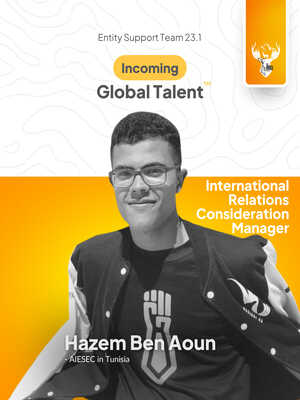 Entity Support Team 23.1
Incoming
Global Talent
International
Relations
Consideration
Manager
Hazem Ben Aoun
- AIESEC in Tunisia